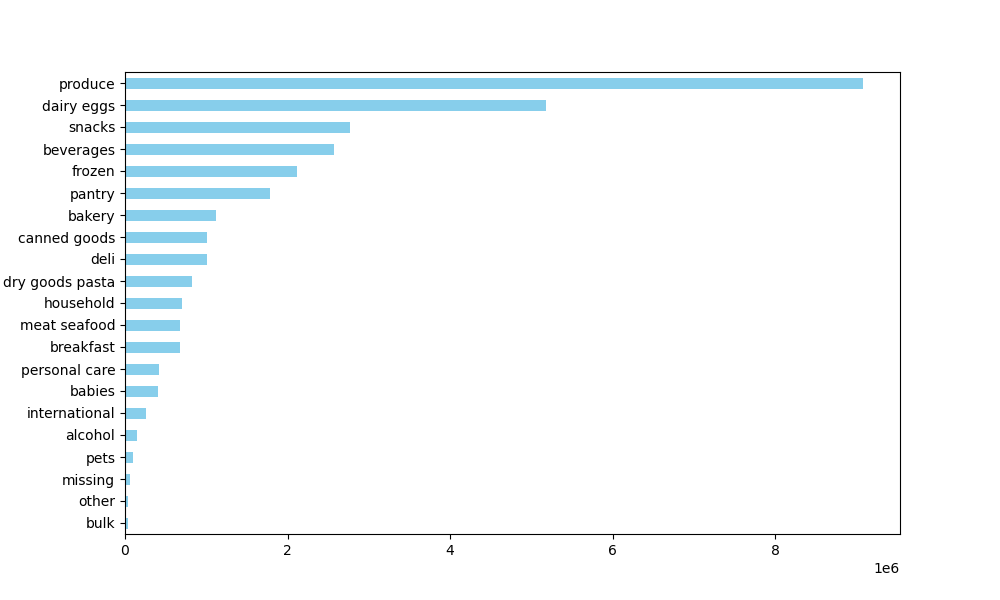 produce
dairy eggs
snacks
beverages
frozen
pantry
bakery
canned goods
deli
dry goods pasta
household
meat seafood
breakfast
personal care
babies
international
alcohol
pets
missing
other
bulk
0 2 4 6 8
1e6